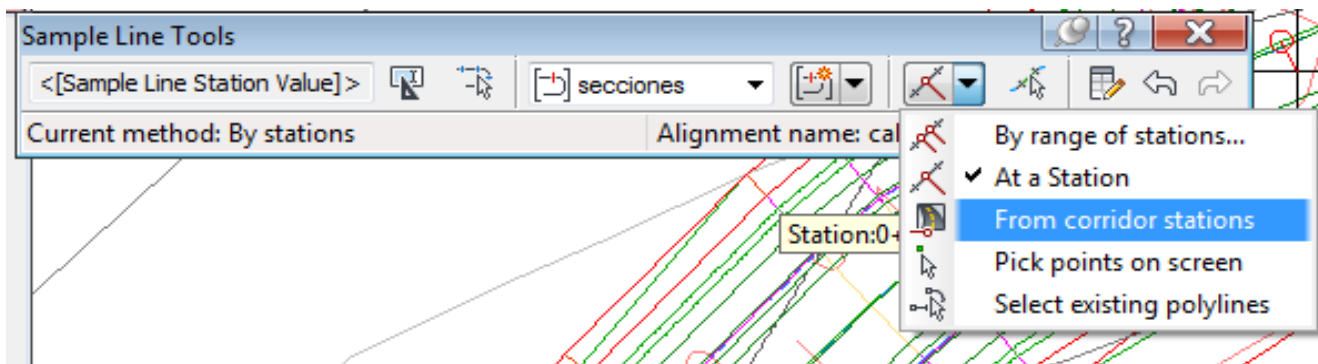 Sample Line Tools
<[Sample Line Station Value]>
secciones
Current method: By stations
Alignment name: cal
By range of stations...
At a Station
From corridor stations
Pick points on screen
Select existing polylines
Station:0+